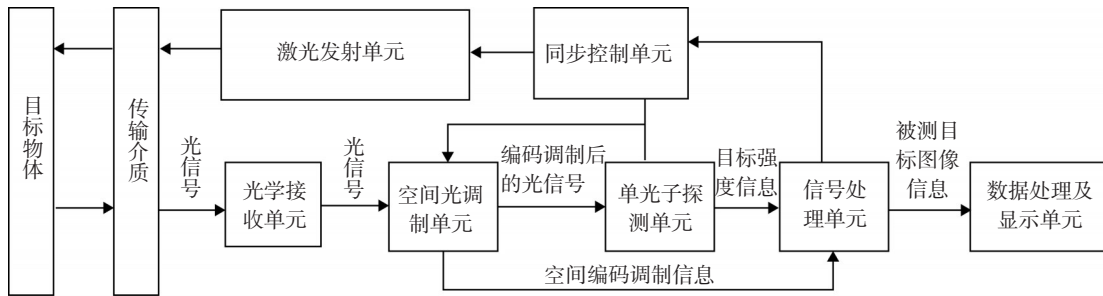 激光发射单元
同步控制单元
目标物体
传输介质
光信号
光学接
收单元
光信号
空间光调
制单元
编码调制后
的光信号
单光子探
测单元
目标强
度信息
信号处
理单元
被测目
标图像
信息
数据处理及
显示单元
空间编码调制信息